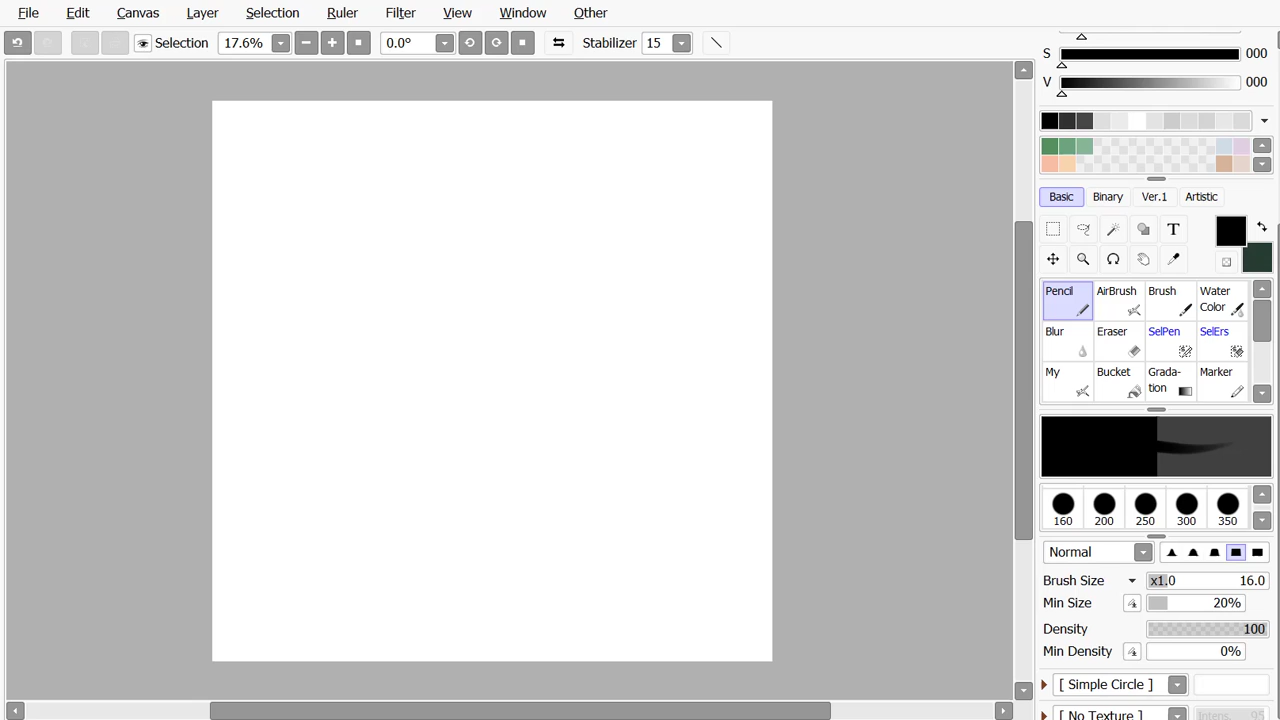 File Edit Canvas Layer Selection Ruler Filter View Window Other
Selection 17.6% 0.0° Stabilizer 15
S 000
V 000
Basic Binary Ver.1 Artistic
T
Pencil AirBrush Brush Water Color
Blur Eraser SelPen SelErs
My Bucket Grada-tion Marker
160 200 250 300 350
Normal
Brush Size x1.0 16.0
Min Size 20%
Density 100
Min Density 0%
[ Simple Circle ]
[ No Texture ] Intens. 95